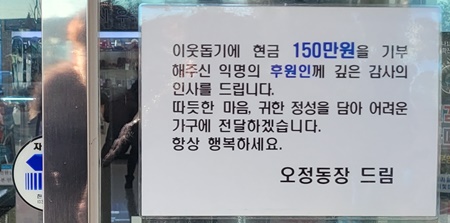 이웃돕기에 현금 150만원을 기부
해주신 익명의 후원인께 깊은 감사의
인사를 드립니다.
따듯한 마음, 귀한 정성을 담아 어려운
가구에 전달하겠습니다.
항상 행복하세요.
오정동장 드림